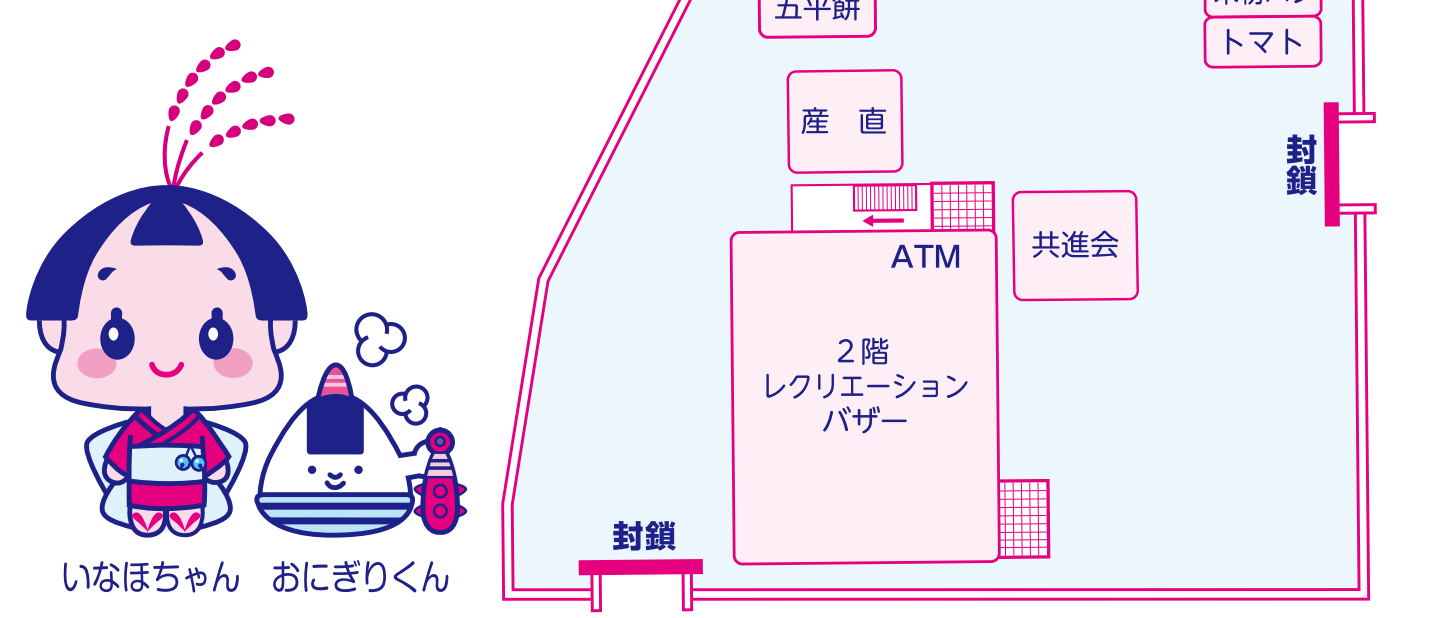 五平餅
トマト
産　直
封鎖
ATM
共進会
２階
レクリエーション
バザー
封鎖
いなほちゃん　おにぎりくん